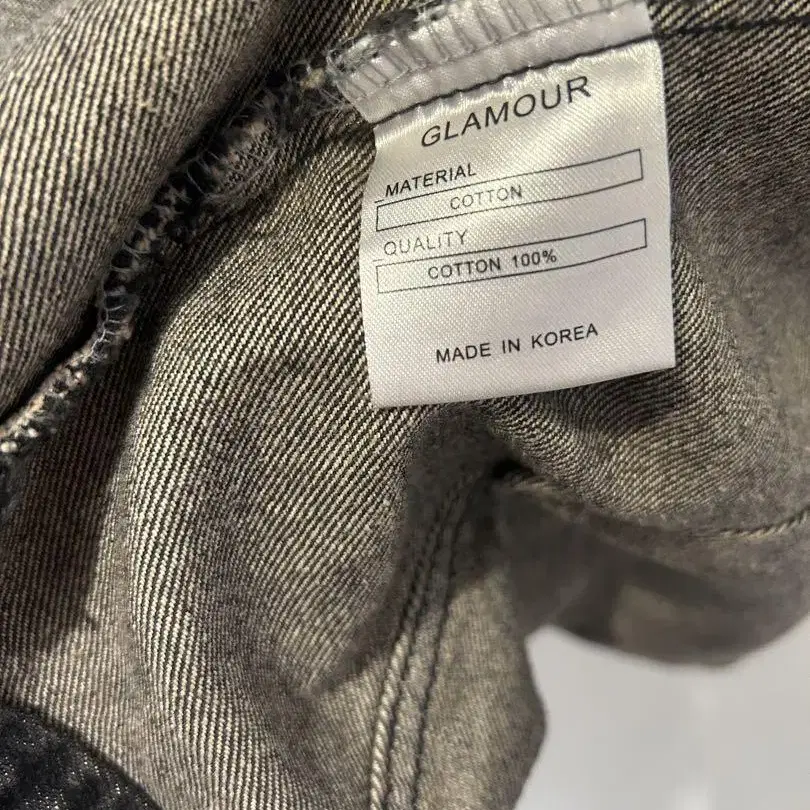 GLAMOUR
MATERIAL
COTTON
QUALITY
COTTON 100%
MADE IN KOREA